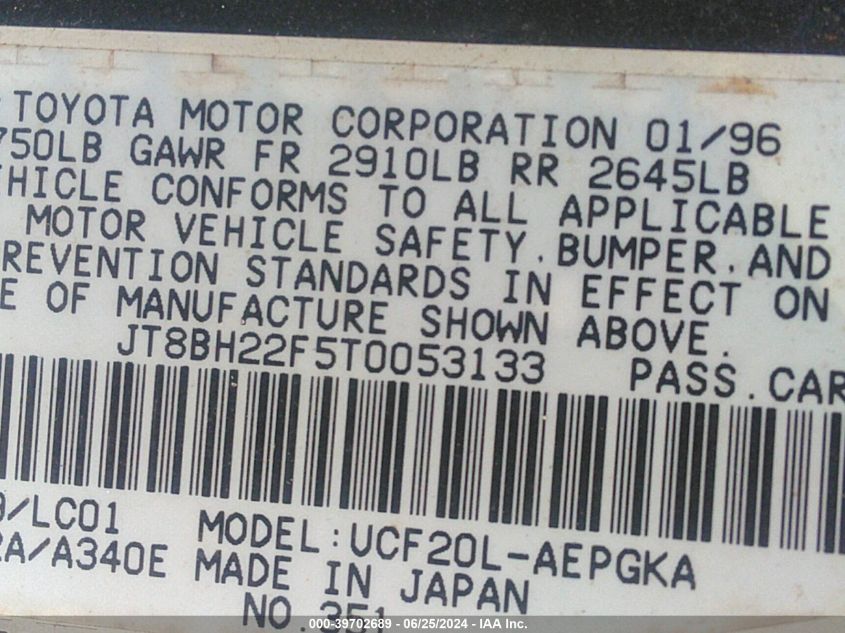 TOYOTA MOTOR CORPORATION 01/96
750LB GAWR FR 2910LB RR 2645LB
HICLE CONFORMS TO ALL APPLICABLE
MOTOR VEHICLE SAFETY.BUMPER.AND
REVENTION STANDARDS IN EFFECT ON
E OF MANUFACTURE SHOWN ABOVE.
JT8BH22F5T0053133 PASS.CAR
/LC01 MODEL:UCF20L-AEPGKA
A/A340E MADE IN JAPAN
NO.351
000-39702689 / 06/25/2024 - IAA Inc.